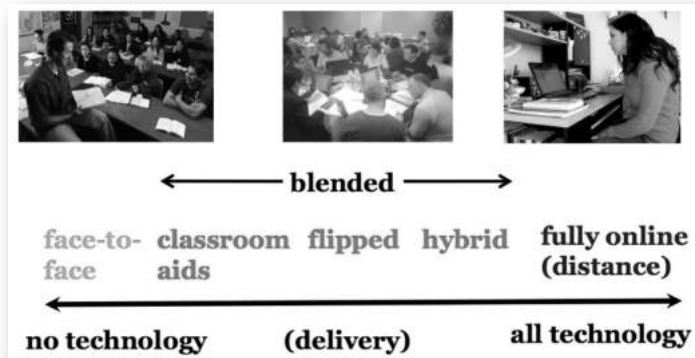 blended
face-to- classroom flipped hybrid fully online
face aids (distance)
no technology (delivery) all technology